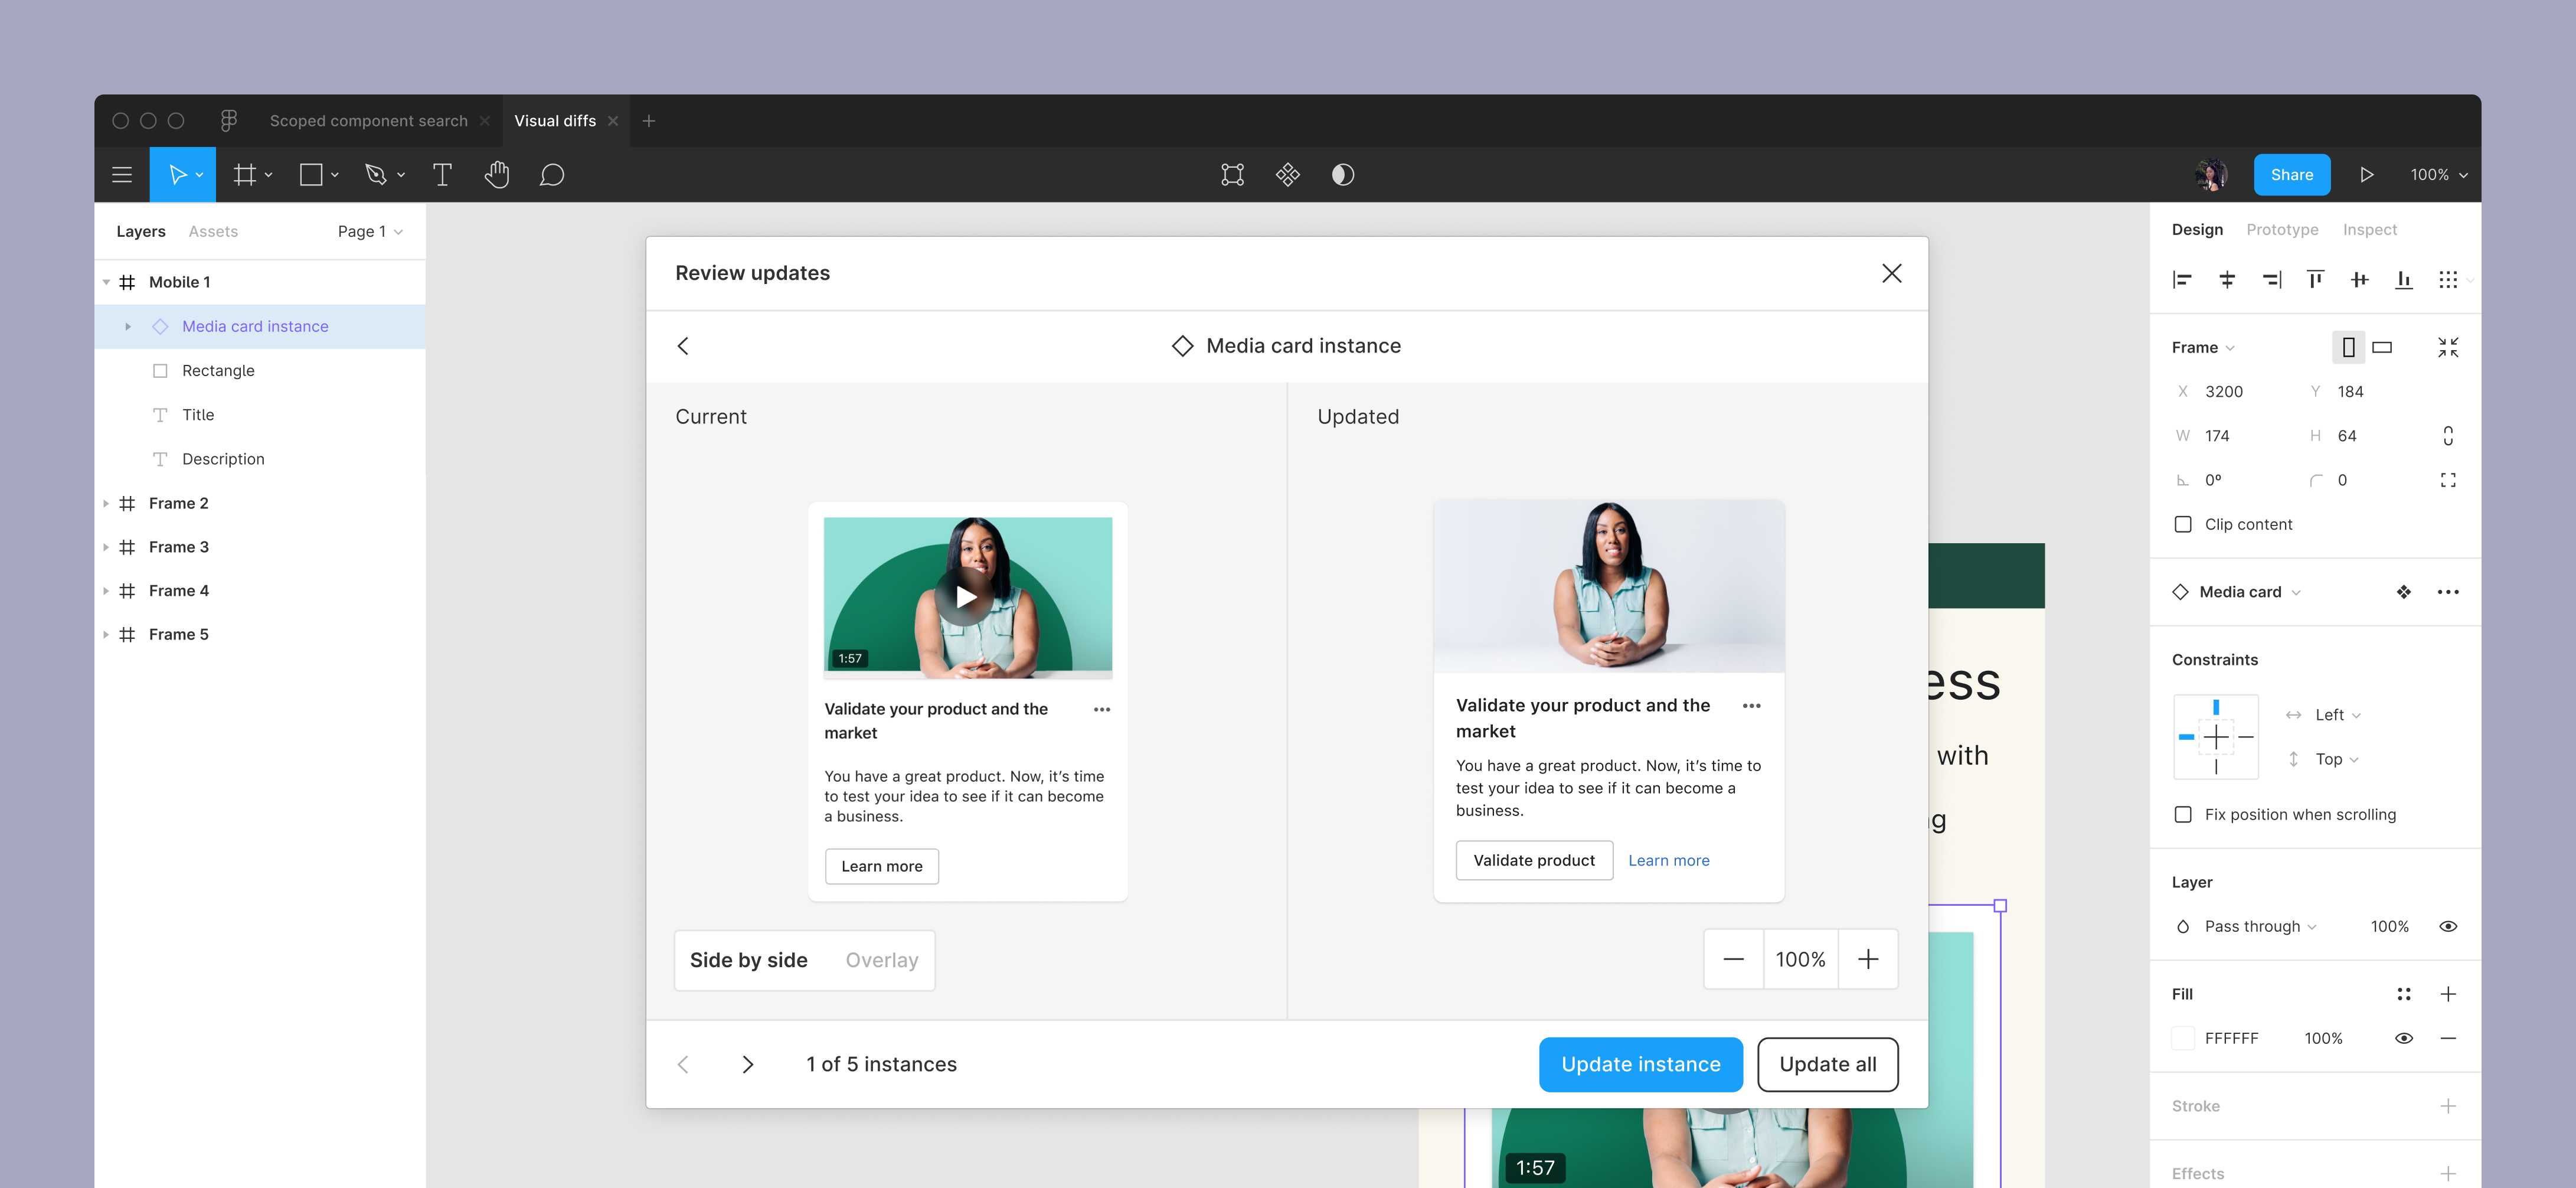 Scoped component search
Visual diffs
Share
100%
Layers
Assets
Page 1
Mobile 1
Media card instance
Rectangle
Title
Description
Frame 2
Frame 3
Frame 4
Frame 5
Review updates
Media card instance
Current
1:57
Validate your product and the
market
You have a great product. Now, it’s time
to test your idea to see if it can become
a business.
Learn more
Updated
Validate your product and the
market
You have a great product. Now, it’s time to
test your idea to see if it can become a
business.
Validate product
Learn more
Side by side
Overlay
100%
1 of 5 instances
Update instance
Update all
with
1:57
Design
Prototype
Inspect
Frame
X 3200
Y 184
W 174
H 64
0º
0
Clip content
Media card
Constraints
Left
Top
Fix position when scrolling
Layer
Pass through
100%
Fill
FFFFFF
100%
Stroke
Effects